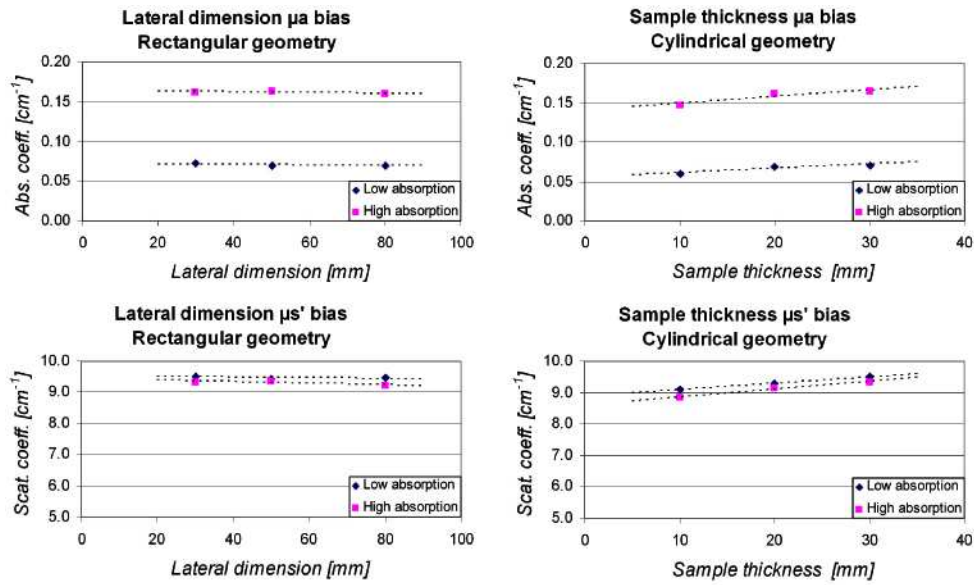 Lateral dimension µa bias
Rectangular geometry
Abs. coeff. [cm⁻¹]
0.20
0.15
0.10
0.05
0.00
Low absorption
High absorption
0 20 40 60 80 100
Lateral dimension [mm]
Sample thickness µa bias
Cylindrical geometry
Abs. coeff. [cm⁻¹]
0.20
0.15
0.10
0.05
0.00
Low absorption
High absorption
0 10 20 30 40
Sample thickness [mm]
Lateral dimension µs' bias
Rectangular geometry
Scat. coeff. [cm⁻¹]
10.0
9.0
8.0
7.0
6.0
5.0
Low absorption
High absorption
0 20 40 60 80 100
Lateral dimension [mm]
Sample thickness µs' bias
Cylindrical geometry
Scat. coeff. [cm⁻¹]
10.0
9.0
8.0
7.0
6.0
5.0
Low absorption
High absorption
0 10 20 30 40
Sample thickness [mm]